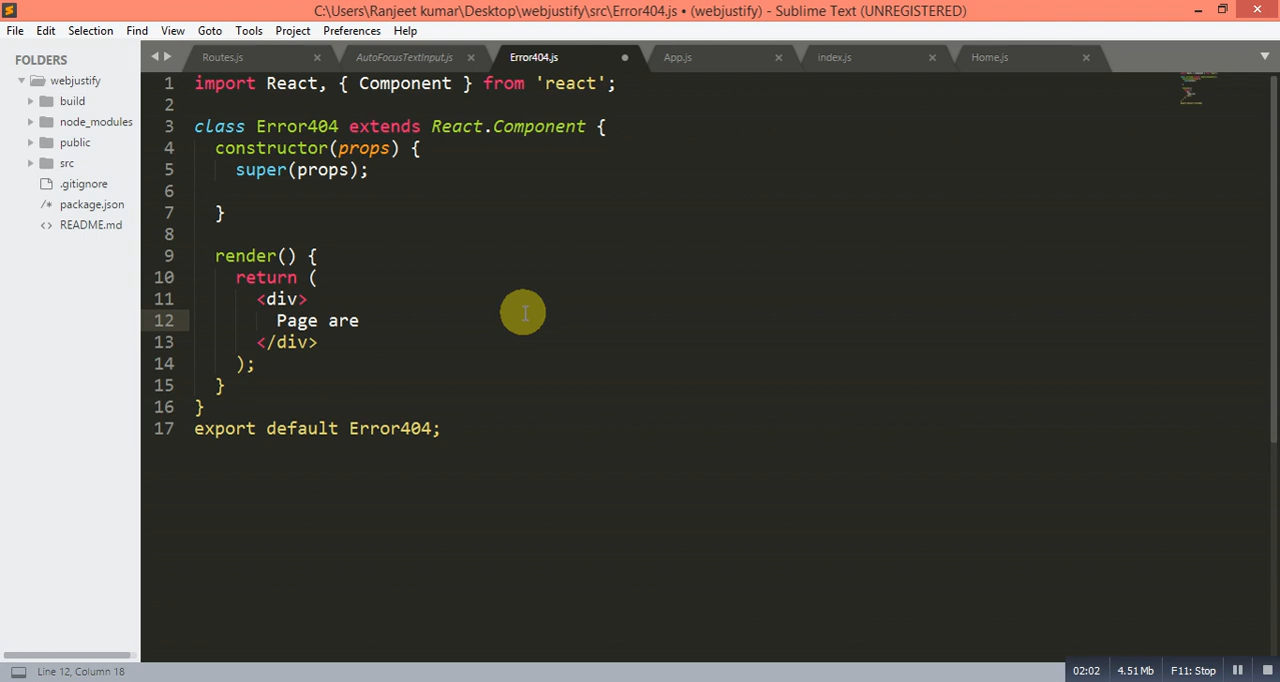 C:\Users\Ranjeet kumar\Desktop\webjustify\src\Error404.js • (webjustify) - Sublime Text (UNREGISTERED)
File Edit Selection Find View Goto Tools Project Preferences Help
FOLDERS
webjustify
build
node_modules
public
src
.gitignore
/* package.json
<> README.md
Routes.js AutoFocusTextInput.js Error404.js App.js index.js Home.js
1 import React, { Component } from 'react';
2
3 class Error404 extends React.Component {
4 constructor(props) {
5 super(props);
6
7 }
8
9 render() {
10 return (
11 <div>
12 Page are
13 </div>
14 );
15 }
16 }
17 export default Error404;
Line 12, Column 18
02:02 4.51Mb F11: Stop